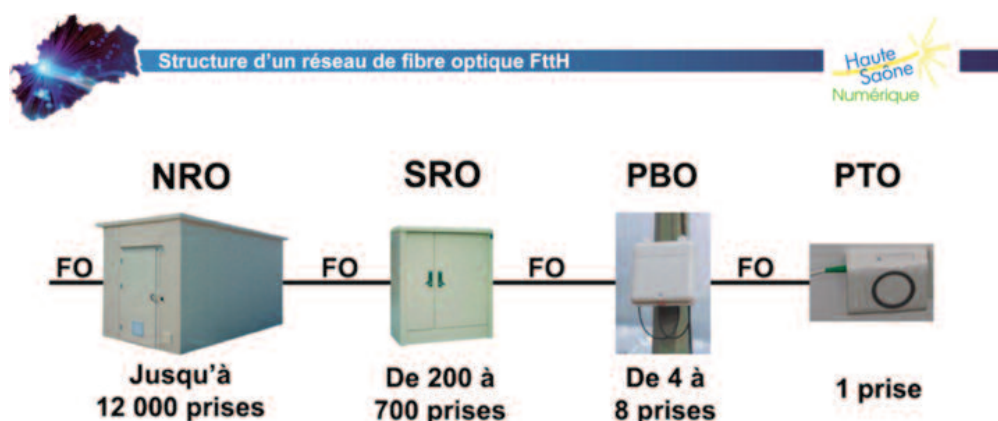 Structure d'un réseau de fibre optique FttH
Haute
Saône
Numérique
NRO
SRO
PBO
PTO
FO
FO
FO
FO
Jusqu'à
12 000 prises
De 200 à
700 prises
De 4 à
8 prises
1 prise